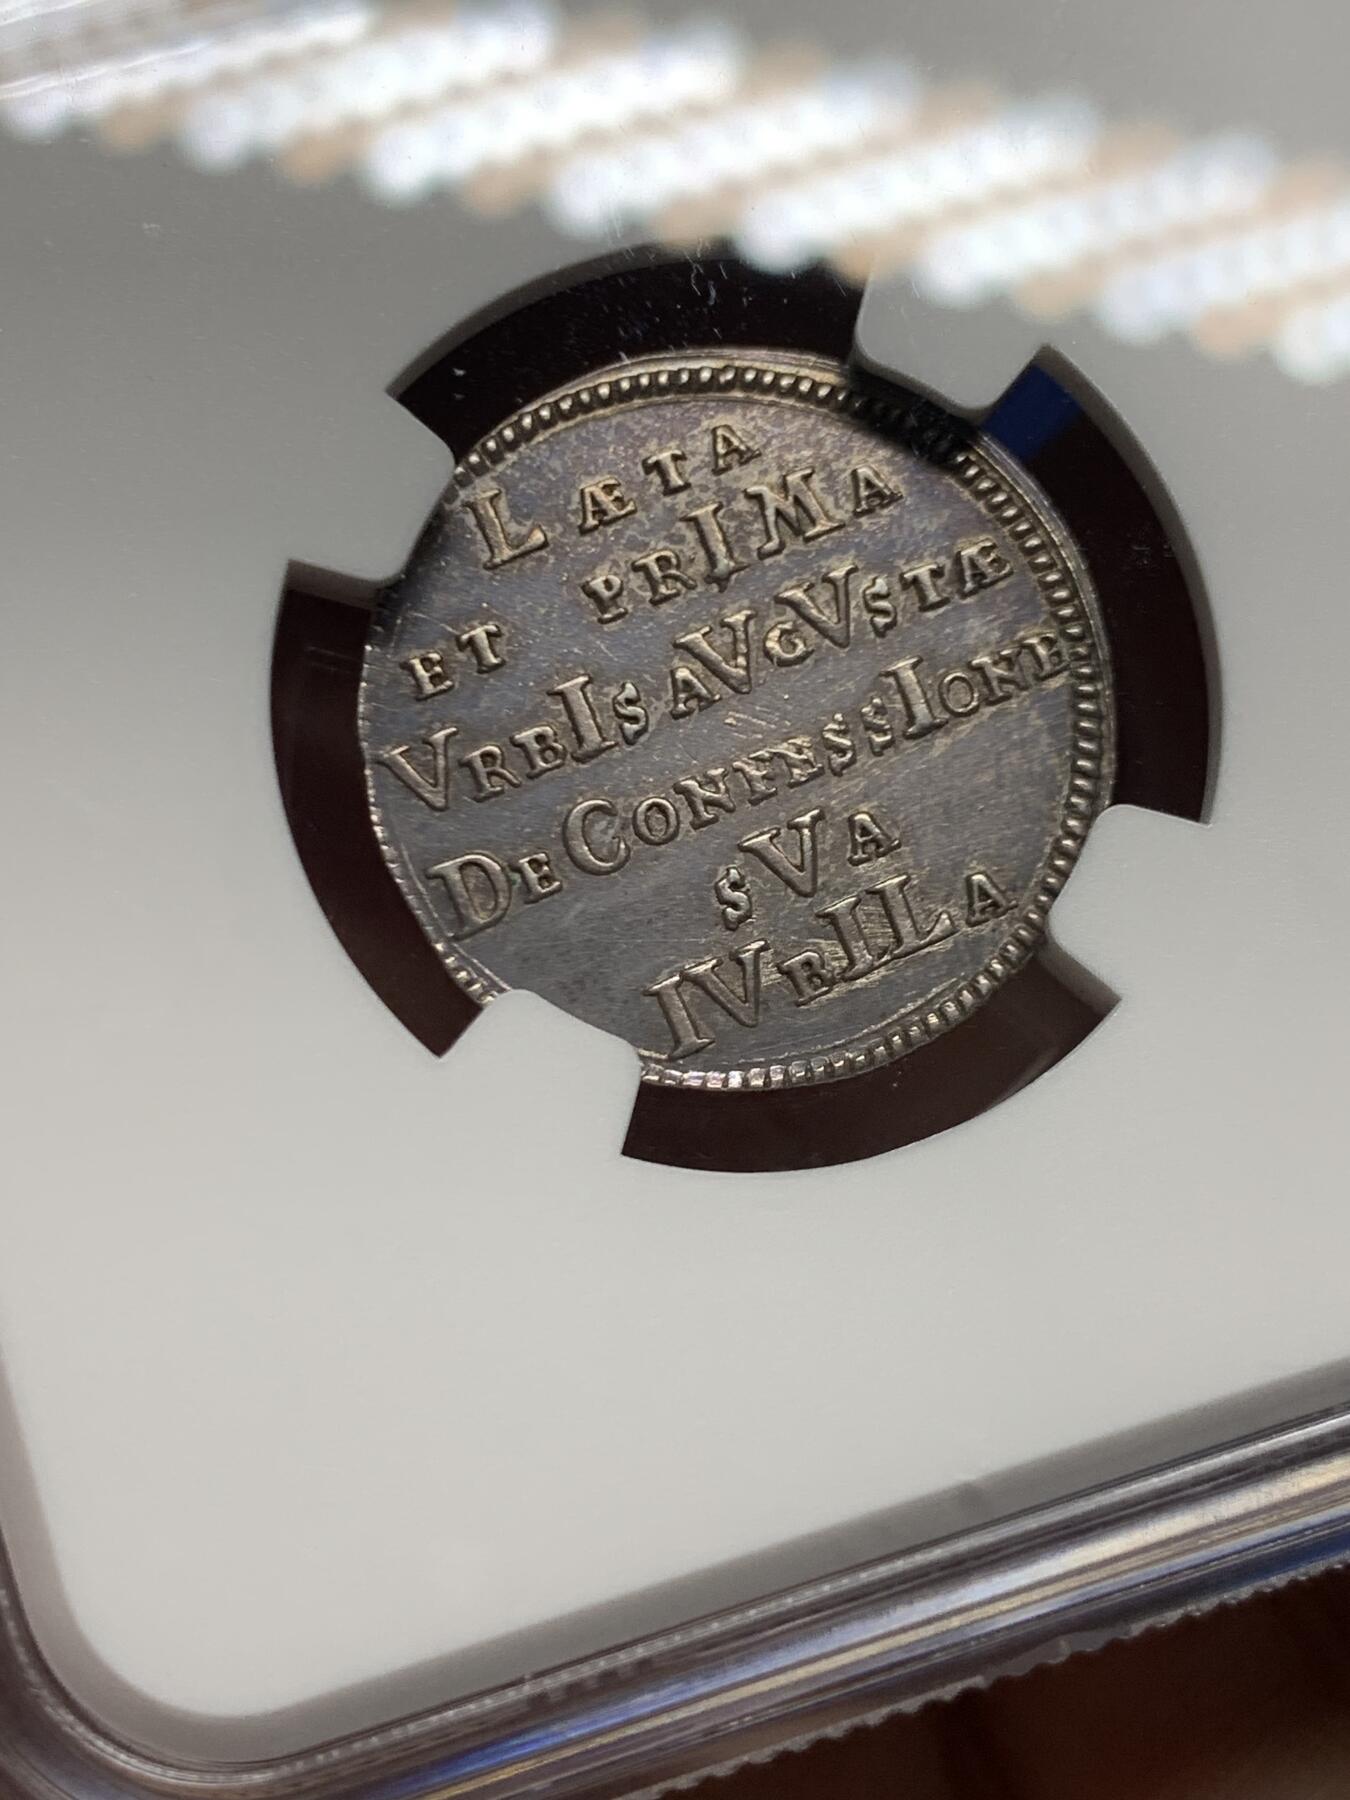 LÆTA
ET PRIMA
VRBIS AVGVSTÆ
DE CONFESSIONE
SVA
IVBILA